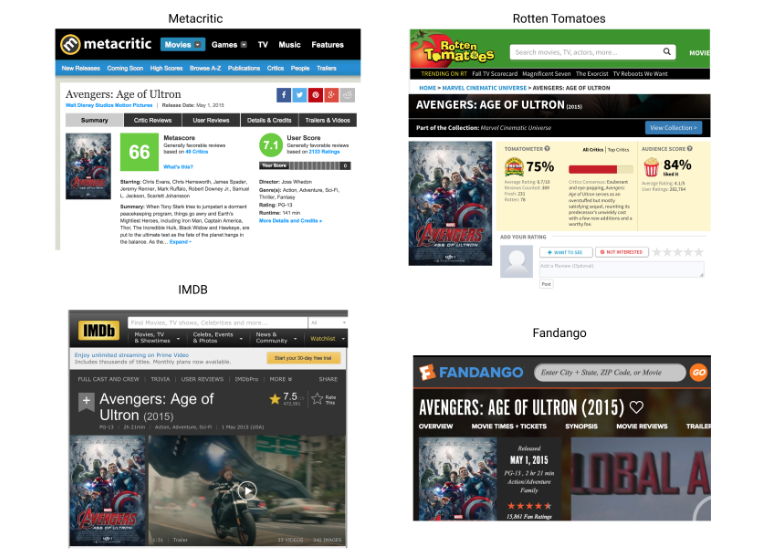 Metacritic
metacritic
Movies Games TV Music Features
New Releases Coming Soon High Scores Browse A-Z Publications Critics People Trailers
Avengers: Age of Ultron
Walt Disney Studios Motion Pictures | Release Date: May 1, 2015
Summary Critic Reviews User Reviews Details & Credits Trailers & Videos
66
Metascore
Generally favorable reviews
based on 49 Critics
What's this?
7.1
User Score
Generally favorable reviews
based on 2133 Ratings
Your Score 0
Starring: Chris Evans, Chris Hemsworth, James Spader,
Jeremy Renner, Mark Ruffalo, Robert Downey Jr., Samuel
L. Jackson, Scarlett Johansson
Summary: When Tony Stark tries to jumpstart a dormant
peacekeeping program, things go awry and Earth's
Mightiest Heroes, including Iron Man, Captain America,
Thor, The Incredible Hulk, Black Widow and Hawkeye, are
put to the ultimate test as the fate of the planet hangs in
the balance. As the... Expand
Director: Joss Whedon
Genre(s): Action, Adventure, Sci-Fi,
Thriller, Fantasy
Rating: PG-13
Runtime: 141 min
More Details and Credits »
AVENGERS
Rotten Tomatoes
Rotten
Tomatoes
Search movies, TV, actors, more...
MOVIE
TRENDING ON RT Fall TV Scorecard Magnificent Seven The Exorcist TV Reboots We Want
HOME > MARVEL CINEMATIC UNIVERSE > AVENGERS: AGE OF ULTRON
AVENGERS: AGE OF ULTRON (2015)
Part of the Collection: Marvel Cinematic Universe
View Collection >
TOMATOMETER
75%
Average Rating: 6.7/10
Fresh: 231
Rotten: 76
All Critics | Top Critics
Critics Consensus: Exuberant
and eye-popping, Avengers:
Age of Ultron serves as an
overstuffed but mostly
satisfying sequel, reuniting its
predecessor's unwieldy cast
with a few new additions and a
worthy foe.
AUDIENCE SCORE
84%
liked it
Average Rating: 4.1/5
AVENGERS
ADD YOUR RATING
+ WANT TO SEE
NOT INTERESTED
Add a Review (Optional)
Post
IMDB
IMDb
Find Movies, TV shows, Celebrities and more...
All
Movies, TV
& Showtimes
Celebs, Events
& Photos
News &
Community
Watchlist
Enjoy unlimited streaming on Prime Video
Includes thousands of titles. Monthly plans now available.
Start your 30-day free trial
FULL CAST AND CREW | TRIVIA | USER REVIEWS | IMDbPro | MORE SHARE
Avengers: Age of
Ultron (2015)
7.5
Rate
This
PG-13 | 2h 21min | Action, Adventure, Sci-Fi | 1 May 2015 (USA)
AVENGERS
2:31 Trailer
Fandango
FANDANGO
Enter City + State, ZIP Code, or Movie
GO
AVENGERS: AGE OF ULTRON (2015)
OVERVIEW MOVIE TIMES + TICKETS SYNOPSIS MOVIE REVIEWS TRAILER
Released
MAY 1, 2015
PG-13 , 2 hr 21 min
Action/Adventure
Family
15,867 Fan Ratings
AVENGERS
LOBAL A